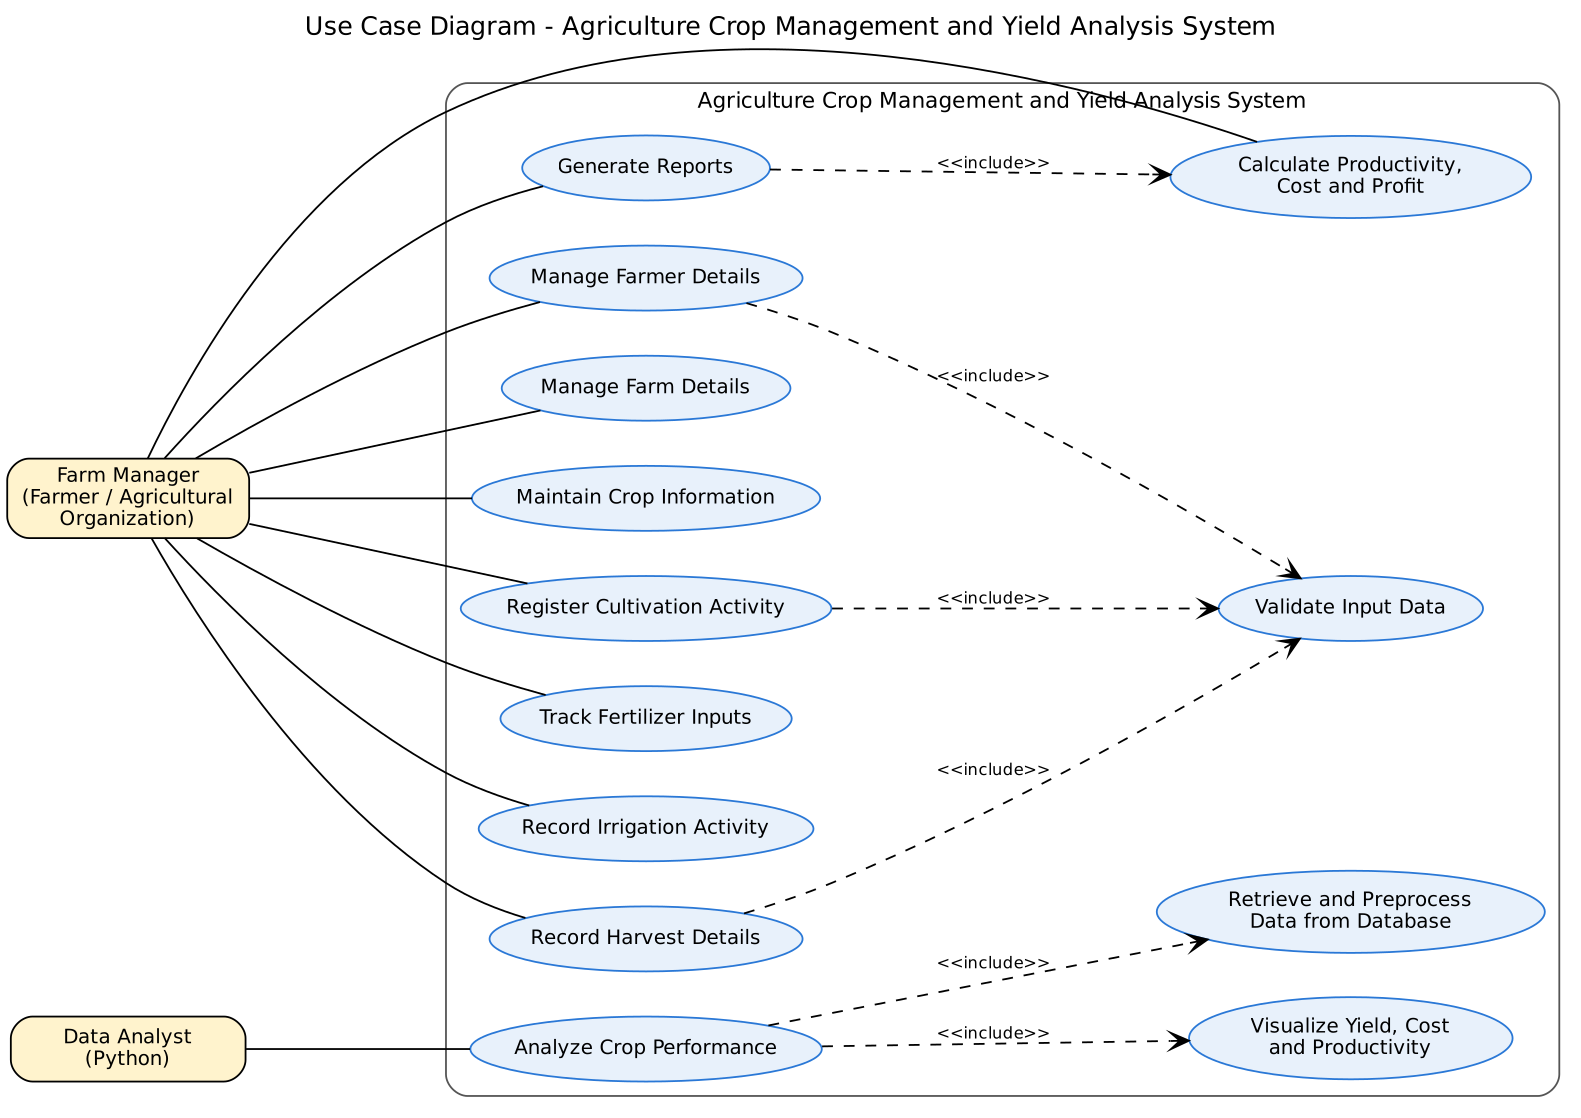 Use Case Diagram - Agriculture Crop Management and Yield Analysis System
Agriculture Crop Management and Yield Analysis System
Generate Reports
<<include>>
Calculate Productivity,
Cost and Profit
Manage Farmer Details
<<include>>
Manage Farm Details
Farm Manager
(Farmer / Agricultural
Organization)
Maintain Crop Information
Register Cultivation Activity
<<include>>
Validate Input Data
Track Fertilizer Inputs
<<include>>
Record Irrigation Activity
Record Harvest Details
Retrieve and Preprocess
Data from Database
<<include>>
Data Analyst
(Python)
Analyze Crop Performance
<<include>>
Visualize Yield, Cost
and Productivity